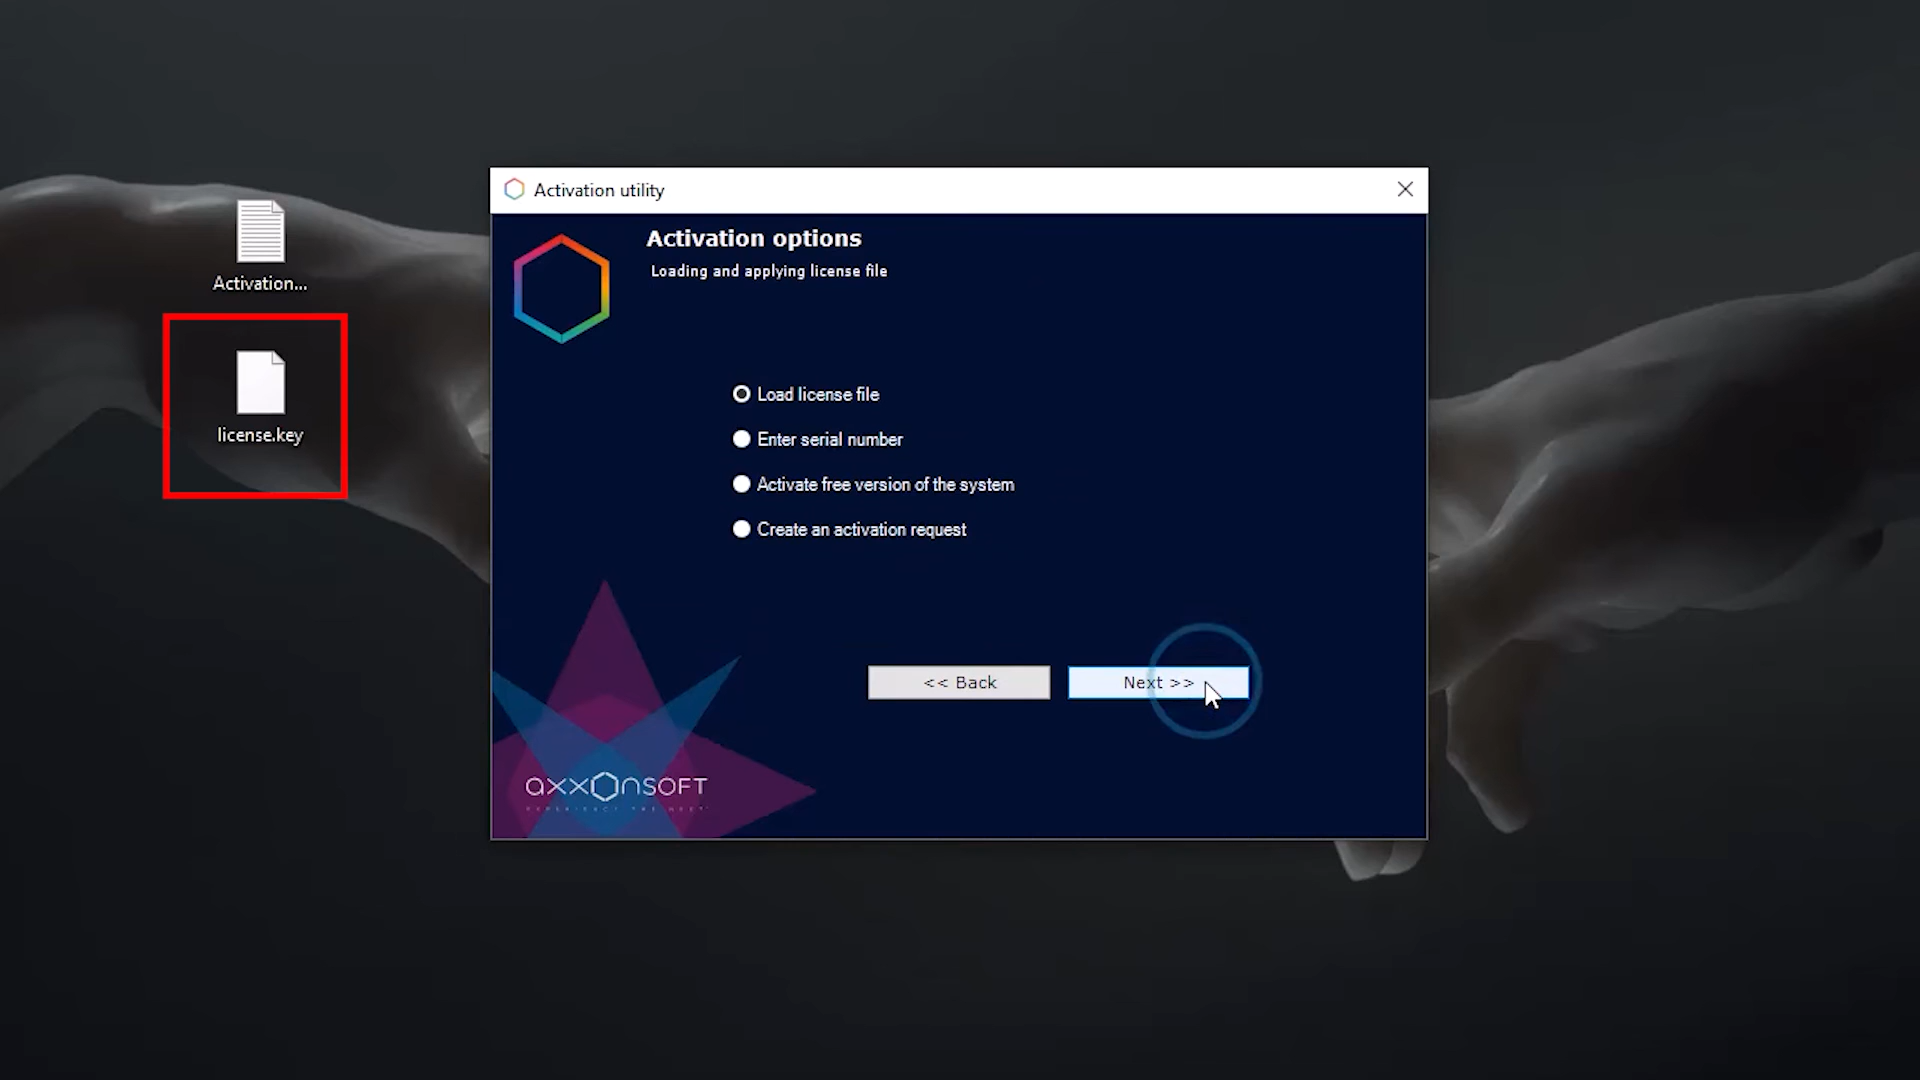 Activation utility
Activation options
Loading and applying license file
Activation...
license.key
Load license file
Enter serial number
Activate free version of the system
Create an activation request
<< Back
Next >>
axxonsoft